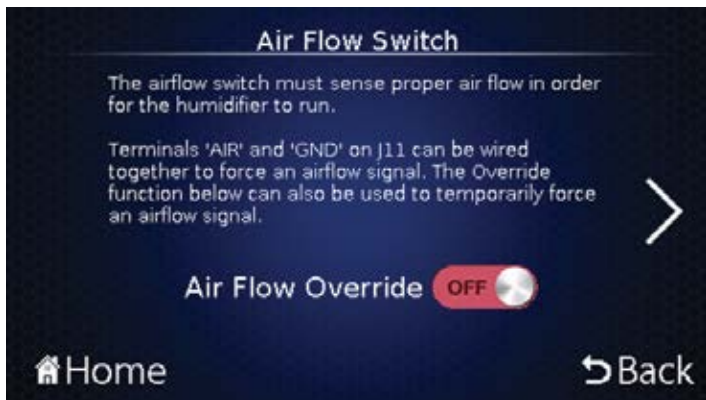 Air Flow Switch
The airflow switch must sense proper air flow in order
for the humidifier to run.
Terminals 'AIR' and 'GND' on J11 can be wired
together to force an airflow signal. The Override
function below can also be used to temporarily force
an airflow signal.
Air Flow Override OFF
Home
Back